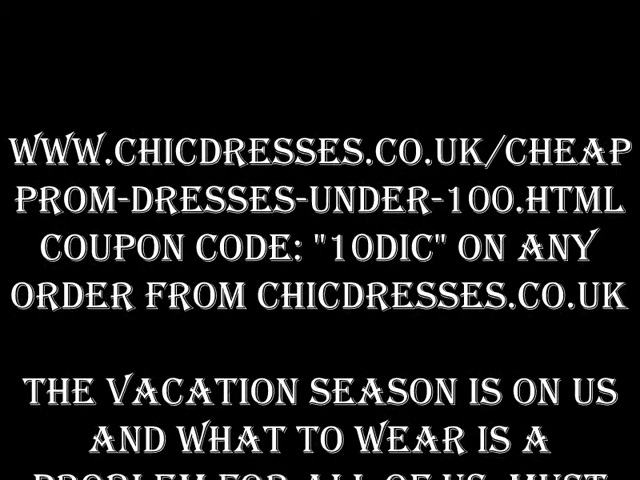 WWW.CHICDRESSES.CO.UK/CHEAP
PROM-DRESSES-UNDER-100.HTML
COUPON CODE: "10DIC" ON ANY
ORDER FROM CHICDRESSES.CO.UK
THE VACATION SEASON IS ON US
AND WHAT TO WEAR IS A
PROBLEM FOR ALL OF US. MUST